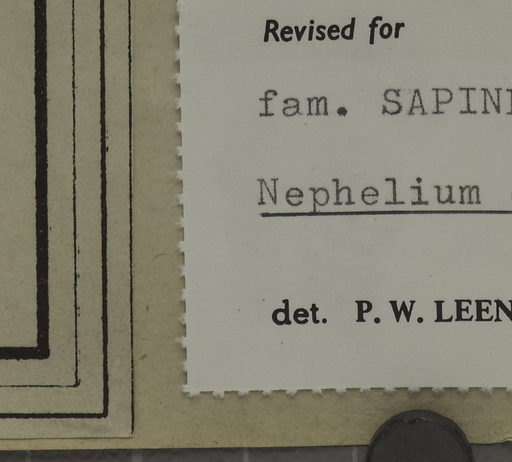 Revised for
fam. SAPIN
Nephelium
det. P. W. LEEN